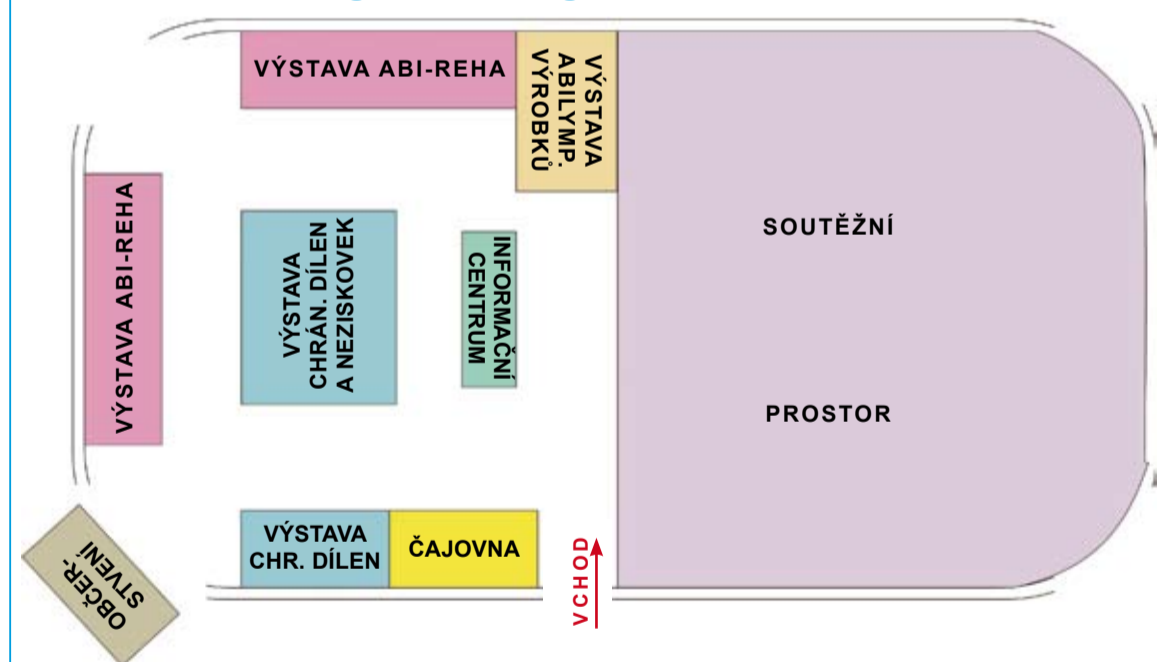 VÝSTAVA ABI-REHA
VÝSTAVA
ABILYMP.
VÝROBKŮ
VÝSTAVA ABI-REHA
VÝSTAVA
CHRÁN. DÍLEN
A NEZISKOVEK
INFORMAČNÍ
CENTRUM
SOUTĚŽNÍ
PROSTOR
OBČER-
STVENÍ
VÝSTAVA
CHR. DÍLEN
ČAJOVNA
VCHOD